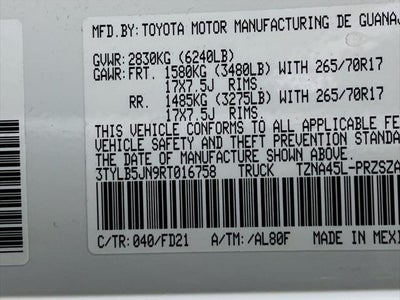 MFD.BY:TOYOTA MOTOR MANUFACTURING DE GUANAJ
GVWR:2830KG (6240LB)
GAWR:FRT. 1580KG (3480LB) WITH 265/70R17
17X7.5J RIMS.
RR. 1485KG (3275LB) WITH 265/70R17
17X7.5J RIMS.
THIS VEHICLE CONFORMS TO ALL APPLICABLE FE
VEHICLE SAFETY AND THEFT PREVENTION STANDA
THE DATE OF MANUFACTURE SHOWN ABOVE.
3TYLB5JN9RT016758 TRUCK TZNA45L-PRZSZA
C/TR:040/FD21 A/TM:/AL80F MADE IN MEXI